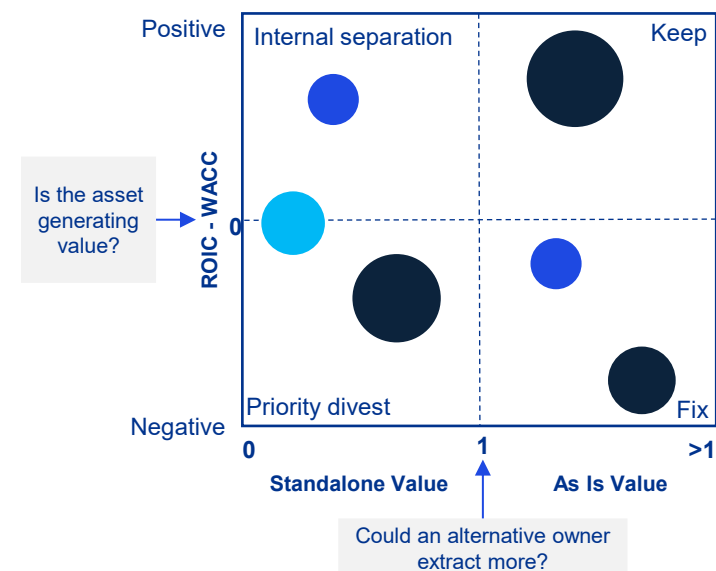 Positive
Internal separation
Keep
Is the asset
generating
value?
ROIC - WACC
0
Priority divest
Fix
Negative
0
1
>1
Standalone Value
As Is Value
Could an alternative owner
extract more?